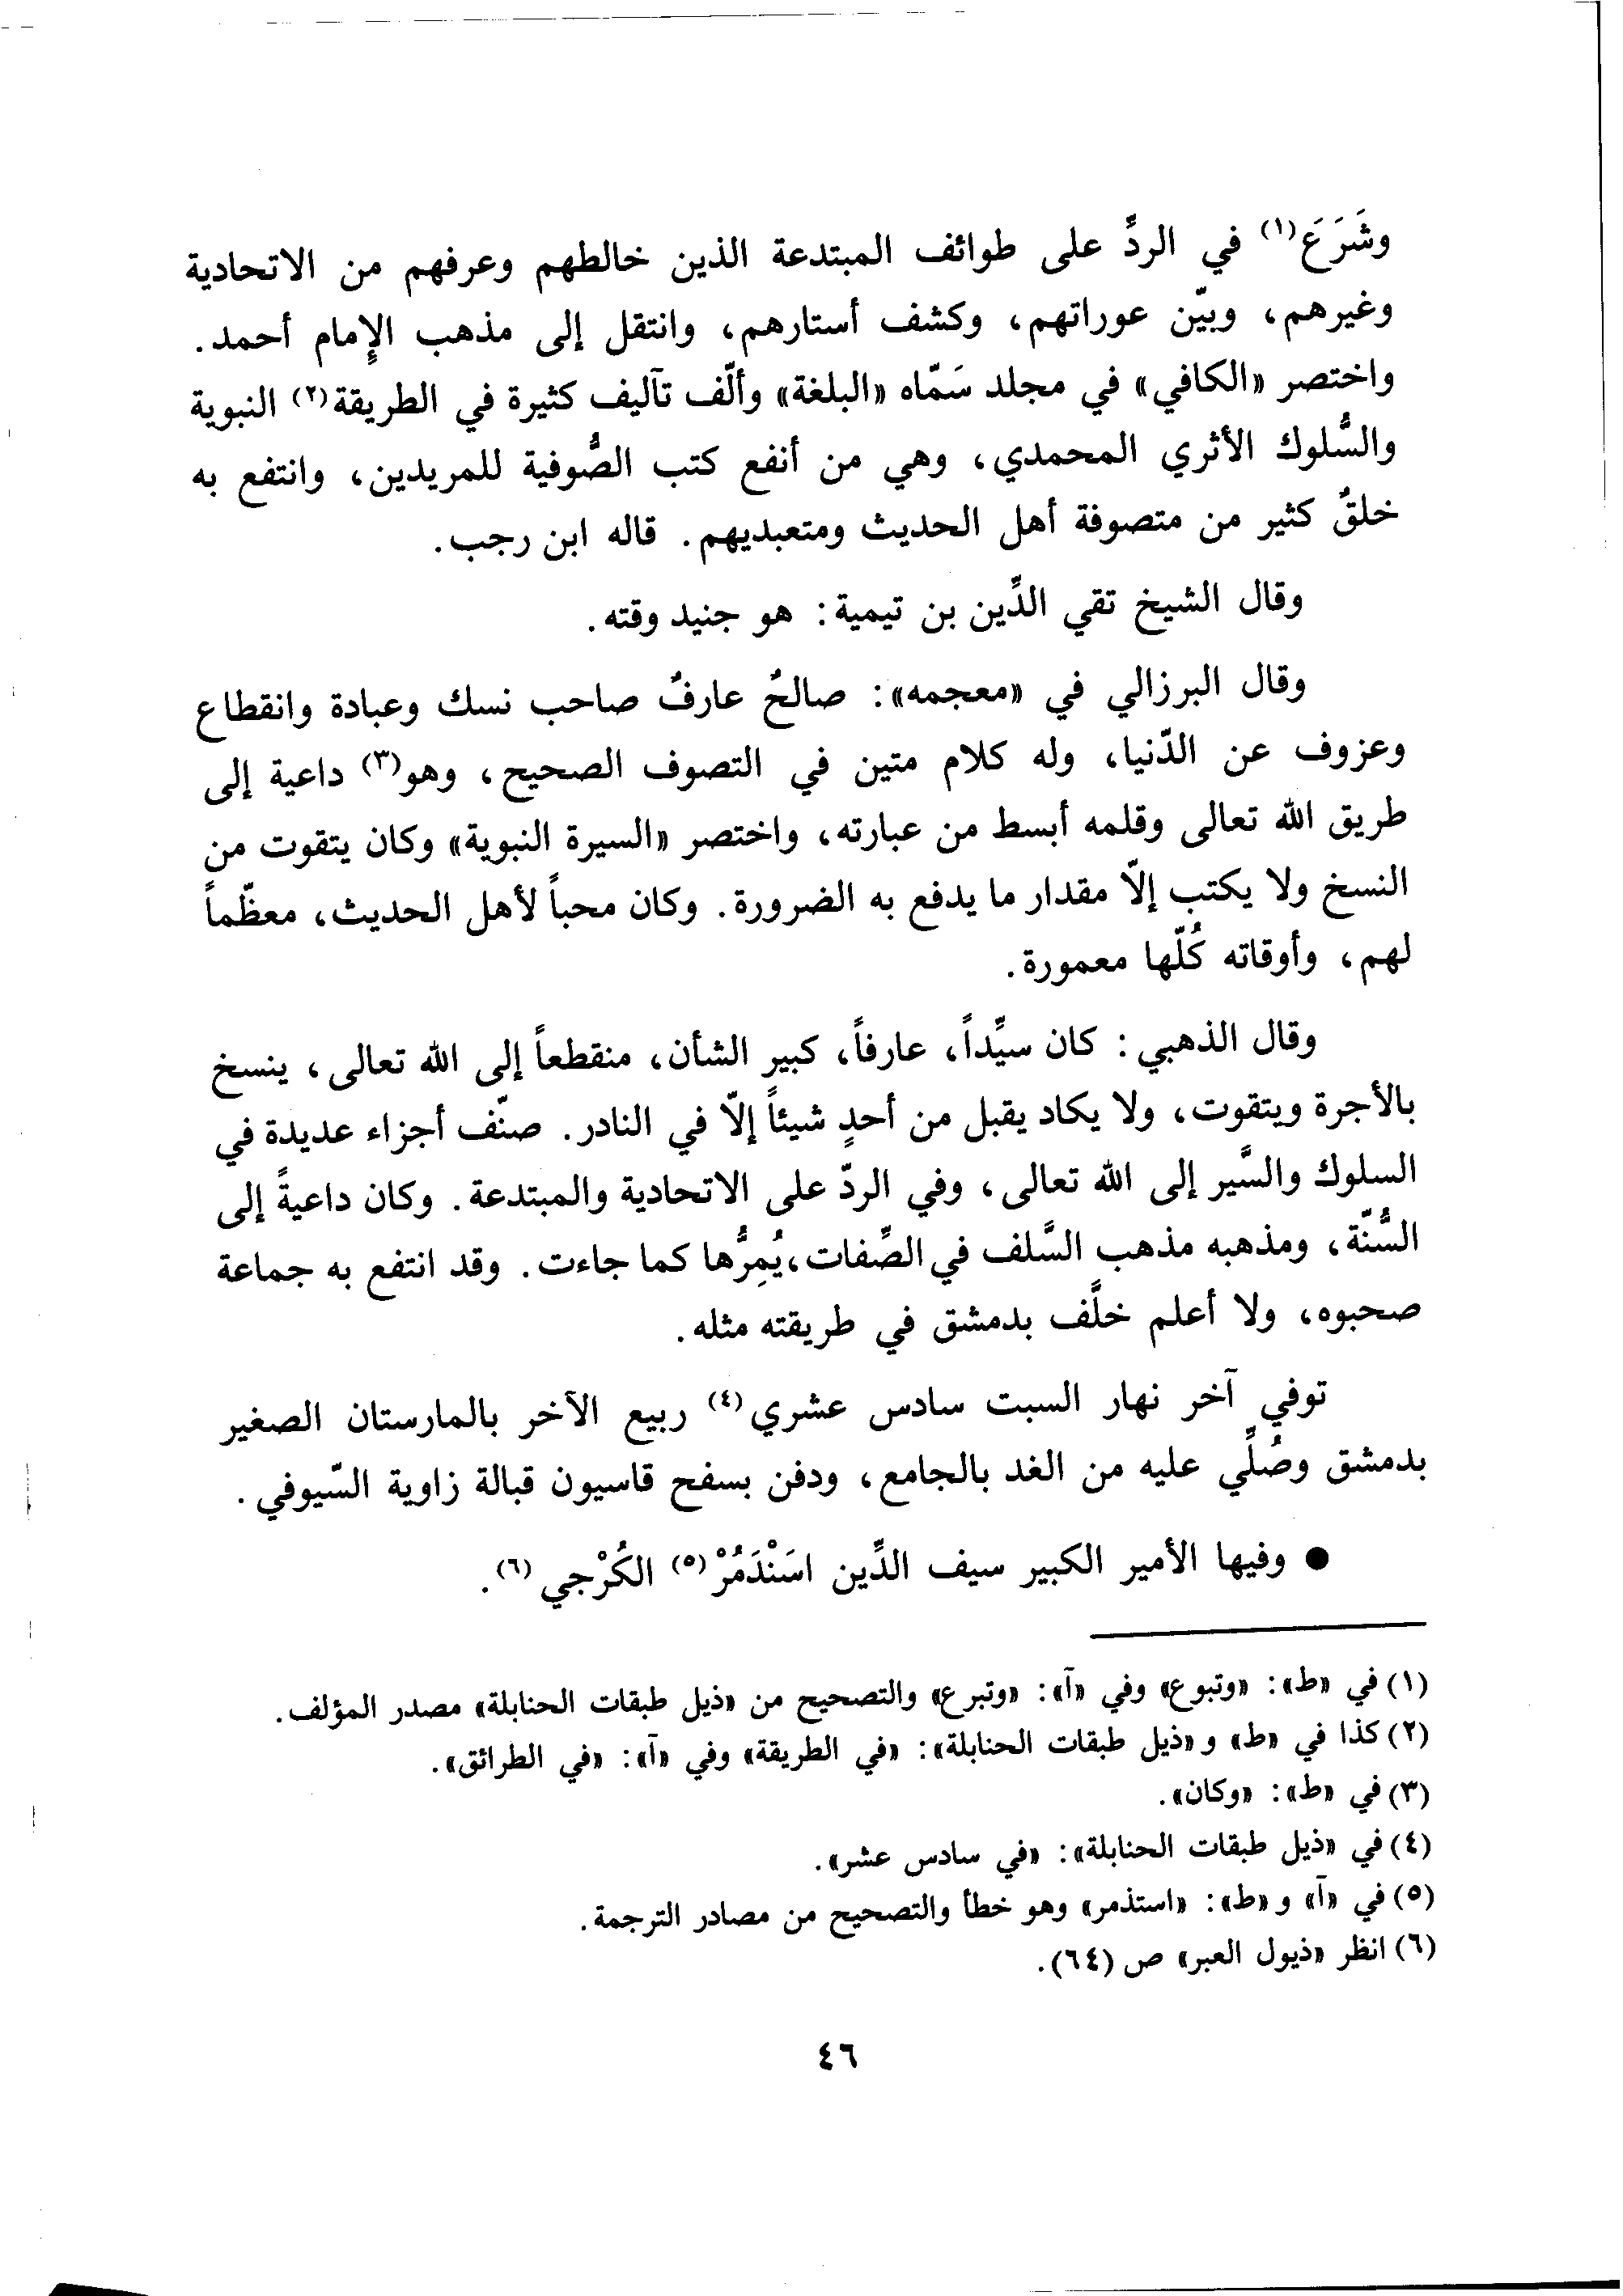 وشَرَعَ(١) في الردِّ على طوائف المبتدعة الذين خالطهم وعرفهم من الاتحادية
وغيرهم، وبيّن عوراتهم، وكشف أستارهم، وانتقل إلى مذهب الإمام أحمد.
واختصر «الكافي» في مجلد سَمّاه «البلغة» وألّف تآليف كثيرة في الطريقة(٢) النبوية
والسُّلوك الأثري المحمدي، وهي من أنفع كتب الصُّوفية للمريدين، وانتفع به
خلقٌ كثير من متصوفة أهل الحديث ومتعبديهم. قاله ابن رجب.
وقال الشيخ تقي الدِّين بن تيمية: هو جنيد وقته.
وقال البرزالي في «معجمه»: صالحٌ عارفٌ صاحب نسك وعبادة وانقطاع
وعزوف عن الدّنيا، وله كلام متين في التصوف الصحيح، وهو(٣) داعية إلى
طريق الله تعالى وقلمه أبسط من عبارته، واختصر «السيرة النبوية» وكان يتقوت من
النسخ ولا يكتب إلّا مقدار ما يدفع به الضرورة. وكان محباً لأهل الحديث، معظّماً
لهم، وأوقاته كُلّها معمورة.
وقال الذهبي: كان سيِّداً، عارفاً، كبير الشأن، منقطعاً إلى الله تعالى، ينسخ
بالأجرة ويتقوت، ولا يكاد يقبل من أحدٍ شيئاً إلّا في النادر. صنّف أجزاء عديدة في
السلوك والسَّير إلى الله تعالى، وفي الردّ على الاتحادية والمبتدعة. وكان داعيةً إلى
السُّنّة، ومذهبه مذهب السَّلف في الصِّفات، يُمِرُّها كما جاءت. وقد انتفع به جماعة
صحبوه، ولا أعلم خلَّف بدمشق في طريقته مثله.
توفي آخر نهار السبت سادس عشري(٤) ربيع الآخر بالمارستان الصغير
بدمشق وصُلِّي عليه من الغد بالجامع، ودفن بسفح قاسيون قبالة زاوية السّيوفي.
● وفيها الأمير الكبير سيف الدِّين اسَنْدَمُرْ(٥) الكُرْجي(٦).
(١) في «ط»: «وتبوع» وفي «آ»: «وتبرع» والتصحيح من «ذيل طبقات الحنابلة» مصدر المؤلف.
(٢) كذا في «ط» و«ذيل طبقات الحنابلة»: «في الطريقة» وفي «آ»: «في الطرائق».
(٣) في «ط»: «وكان».
(٤) في «ذيل طبقات الحنابلة»: «في سادس عشر».
(٥) في «آ» و«ط»: «استذمر» وهو خطأ والتصحيح من مصادر الترجمة.
(٦) انظر «ذيول العبر» ص (٦٤).
٤٦